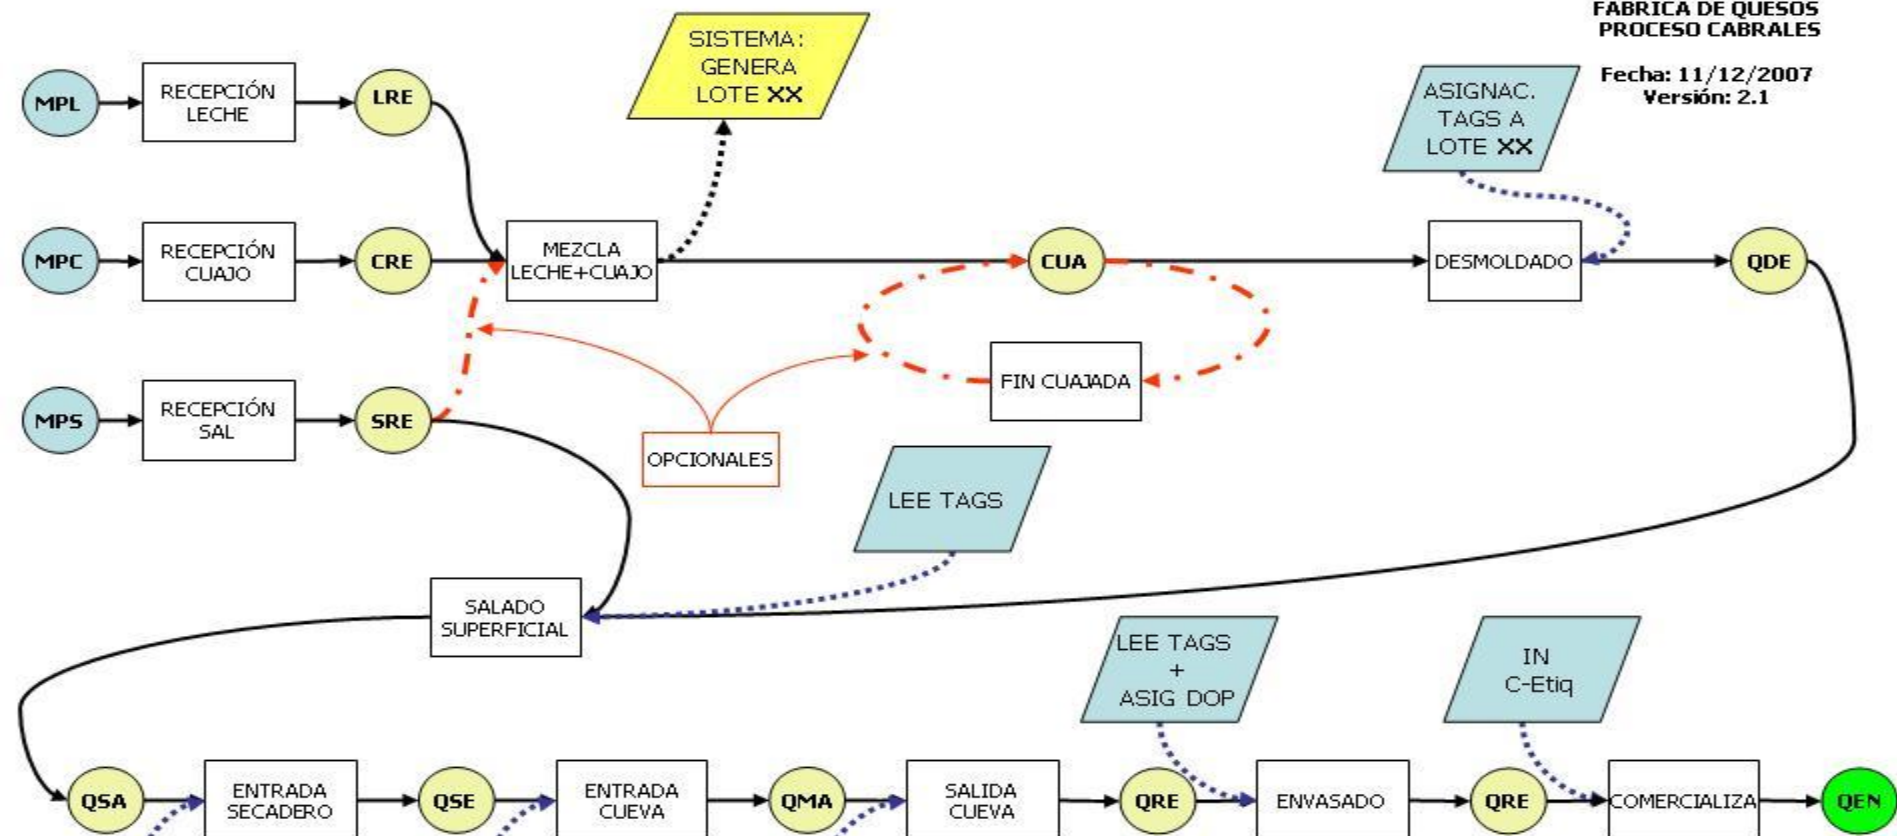 FABRICA DE QUESOS
PROCESO CABRALES
Fecha: 11/12/2007
Versión: 2.1
SISTEMA:
GENERA
LOTE XX
ASIGNAC.
TAGS A
LOTE XX
MPL
RECEPCIÓN
LECHE
LRE
MPC
RECEPCIÓN
CUAJO
CRE
MEZCLA
LECHE+CUAJO
CUA
DESMOLDADO
QDE
FIN CUAJADA
MPS
RECEPCIÓN
SAL
SRE
OPCIONALES
LEE TAGS
SALADO
SUPERFICIAL
LEE TAGS
+
ASIG DOP
IN
C-Etiq
QSA
ENTRADA
SECADERO
QSE
ENTRADA
CUEVA
QMA
SALIDA
CUEVA
QRE
ENVASADO
QRE
COMERCIALIZA
QEN